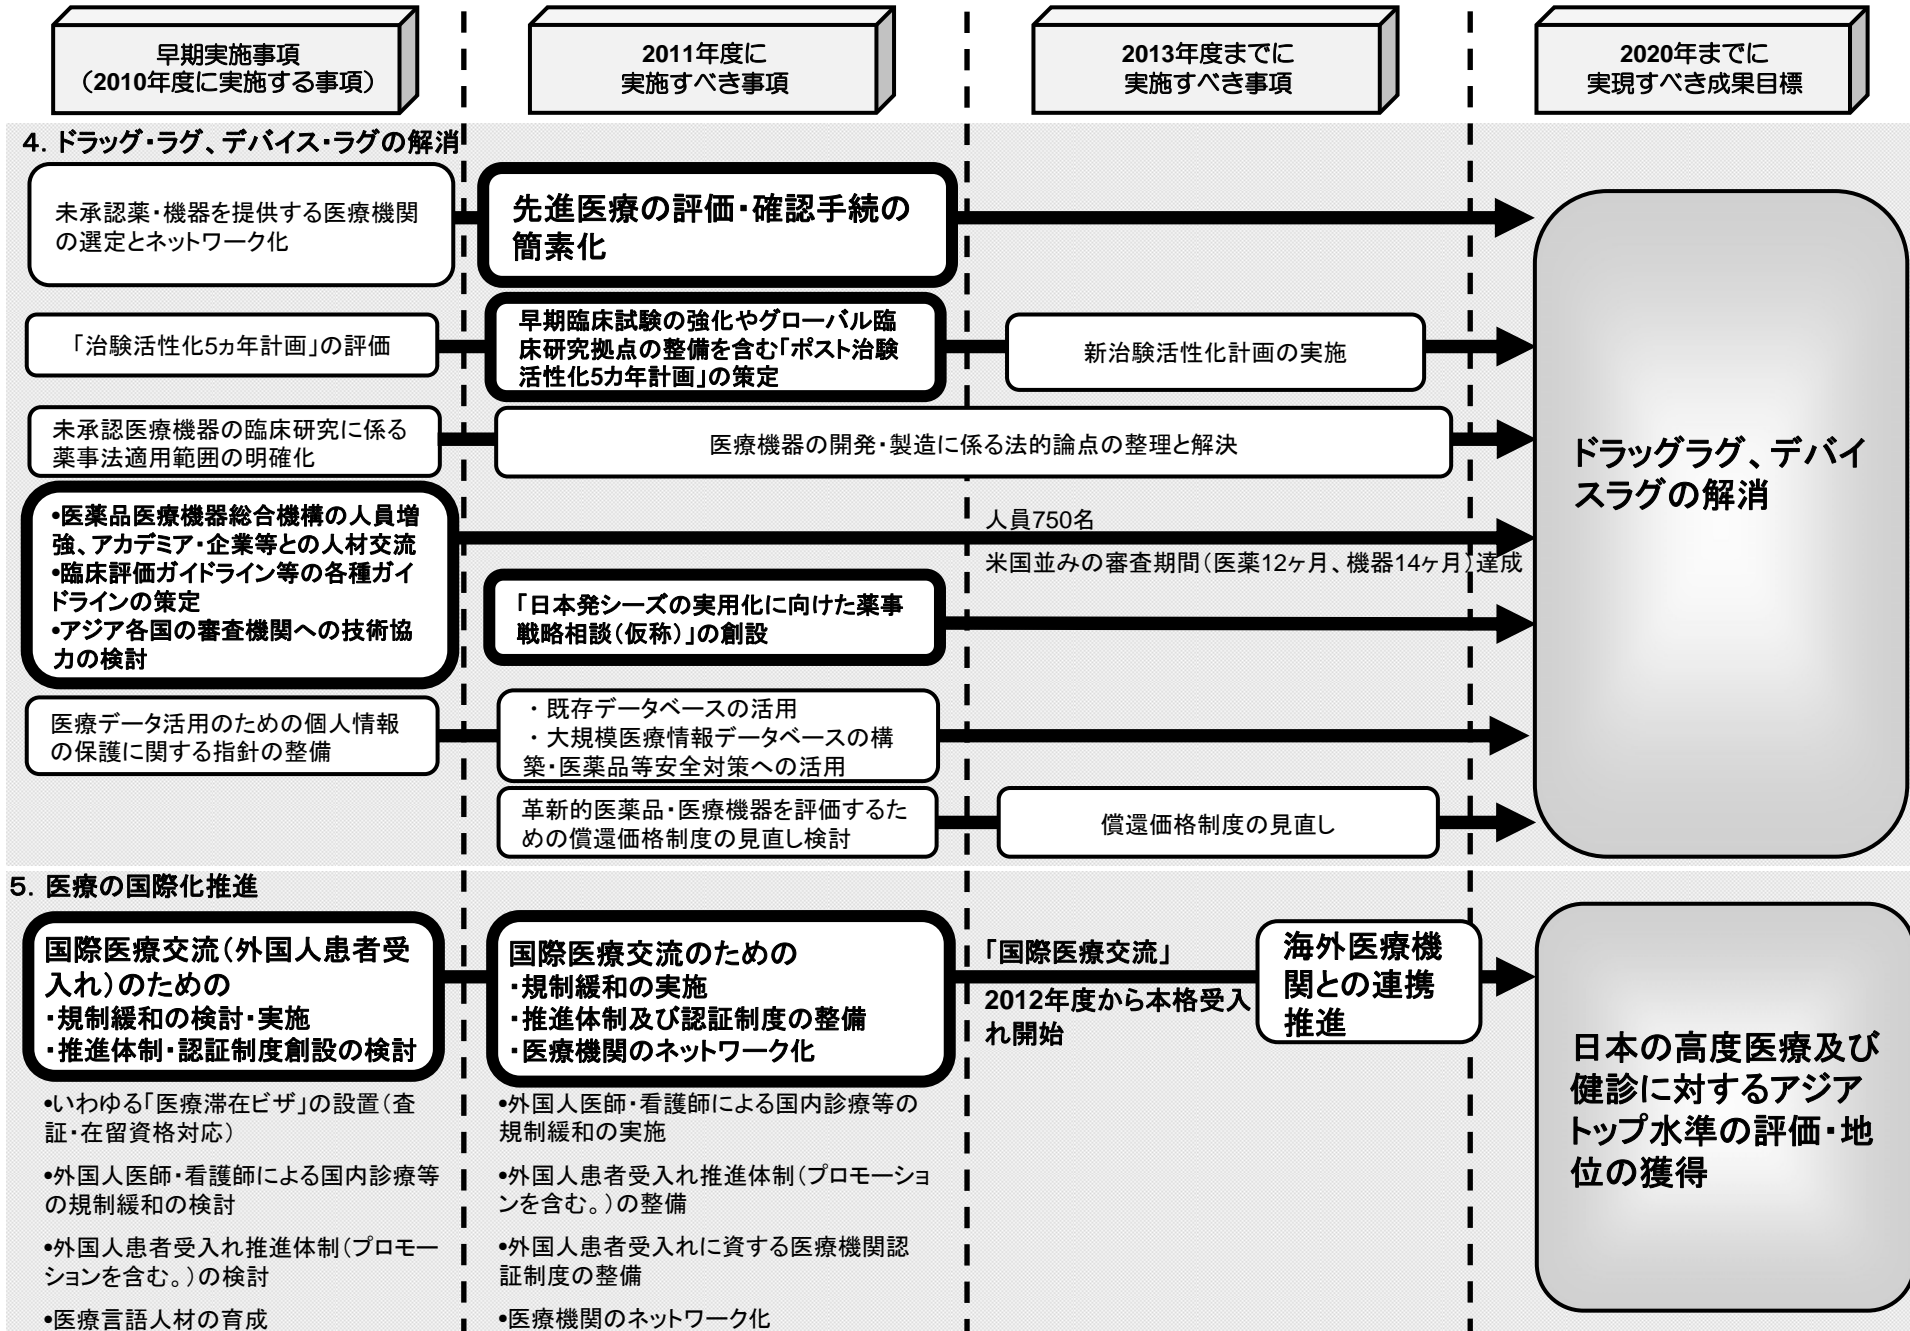 早期実施事項
（2010年度に実施する事項）
2011年度に
実施すべき事項
2013年度までに
実施すべき事項
2020年までに
実現すべき成果目標
4．ドラッグ・ラグ、デバイス・ラグの解消
未承認薬・機器を提供する医療機関
の選定とネットワーク化
先進医療の評価・確認手続の
簡素化
「治験活性化5ヵ年計画」の評価
早期臨床試験の強化やグローバル臨
床研究拠点の整備を含む「ポスト治験
活性化5カ年計画」の策定
新治験活性化計画の実施
未承認医療機器の臨床研究に係る
薬事法適用範囲の明確化
医療機器の開発・製造に係る法的論点の整理と解決
•医薬品医療機器総合機構の人員増
強、アカデミア・企業等との人材交流
•臨床評価ガイドライン等の各種ガイ
ドラインの策定
•アジア各国の審査機関への技術協
力の検討
人員750名
米国並みの審査期間（医薬12ヶ月、機器14ヶ月）達成
「日本発シーズの実用化に向けた薬事
戦略相談（仮称）」の創設
医療データ活用のための個人情報
の保護に関する指針の整備
・既存データベースの活用
・大規模医療情報データベースの構
築・医薬品等安全対策への活用
革新的医薬品・医療機器を評価するた
めの償還価格制度の見直し検討
償還価格制度の見直し
ドラッグラグ、デバイ
スラグの解消
5．医療の国際化推進
国際医療交流（外国人患者受
入れ）のための
・規制緩和の検討・実施
・推進体制・認証制度創設の検討
•いわゆる「医療滞在ビザ」の設置（査
証・在留資格対応）
•外国人医師・看護師による国内診療等
の規制緩和の検討
•外国人患者受入れ推進体制（プロモー
ションを含む。）の検討
•医療言語人材の育成
国際医療交流のための
・規制緩和の実施
・推進体制及び認証制度の整備
・医療機関のネットワーク化
•外国人医師・看護師による国内診療等の
規制緩和の実施
•外国人患者受入れ推進体制（プロモーショ
ンを含む。）の整備
•外国人患者受入れに資する医療機関認
証制度の整備
•医療機関のネットワーク化
「国際医療交流」
2012年度から本格受入
れ開始
海外医療機
関との連携
推進
日本の高度医療及び
健診に対するアジア
トップ水準の評価・地
位の獲得